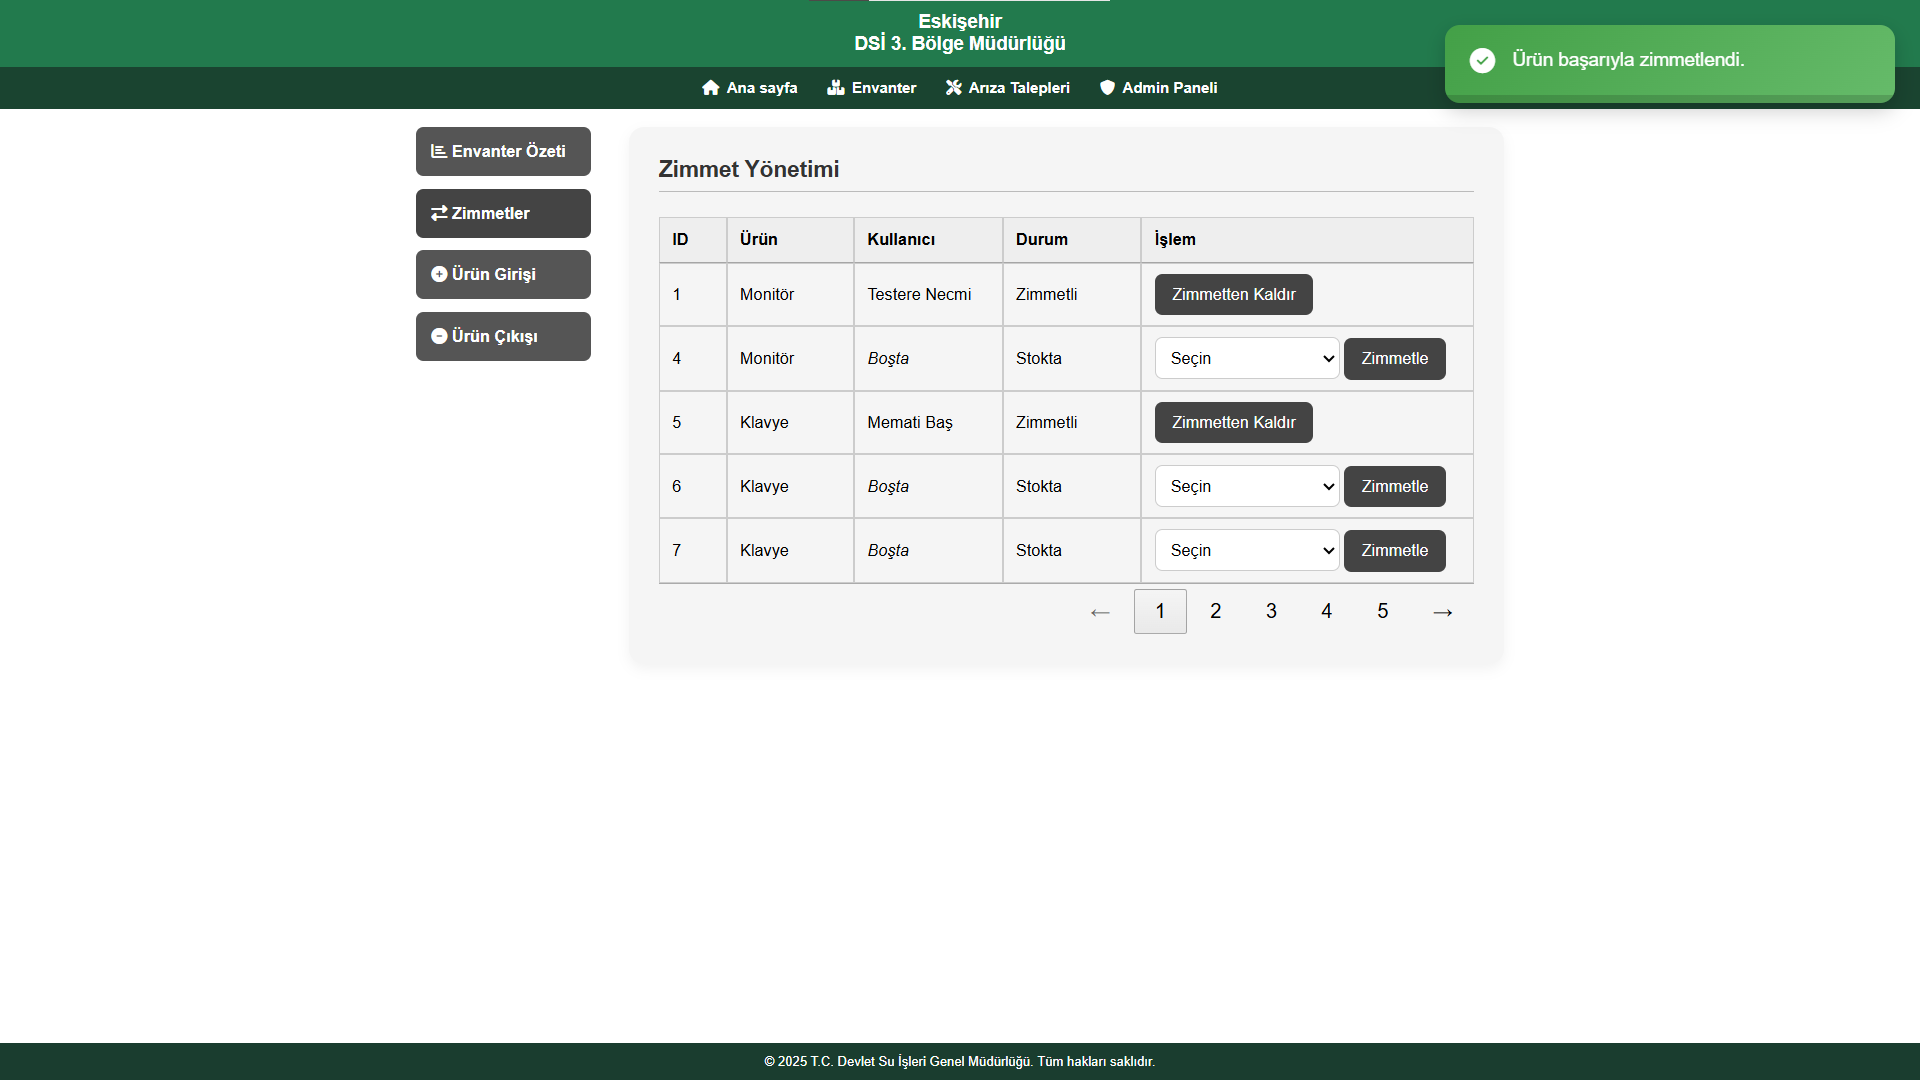 Eskişehir
DSİ 3. Bölge Müdürlüğü
Ürün başarıyla zimmetlendi.
Ana sayfa Envanter Arıza Talepleri Admin Paneli
Envanter Özeti
Zimmetler
Ürün Girişi
Ürün Çıkışı
Zimmet Yönetimi
ID Ürün Kullanıcı Durum İşlem
1 Monitör Testere Necmi Zimmetli Zimmetten Kaldır
4 Monitör Boşta Stokta Seçin Zimmetle
5 Klavye Memati Baş Zimmetli Zimmetten Kaldır
6 Klavye Boşta Stokta Seçin Zimmetle
7 Klavye Boşta Stokta Seçin Zimmetle
← 1 2 3 4 5 →
© 2025 T.C. Devlet Su İşleri Genel Müdürlüğü. Tüm hakları saklıdır.